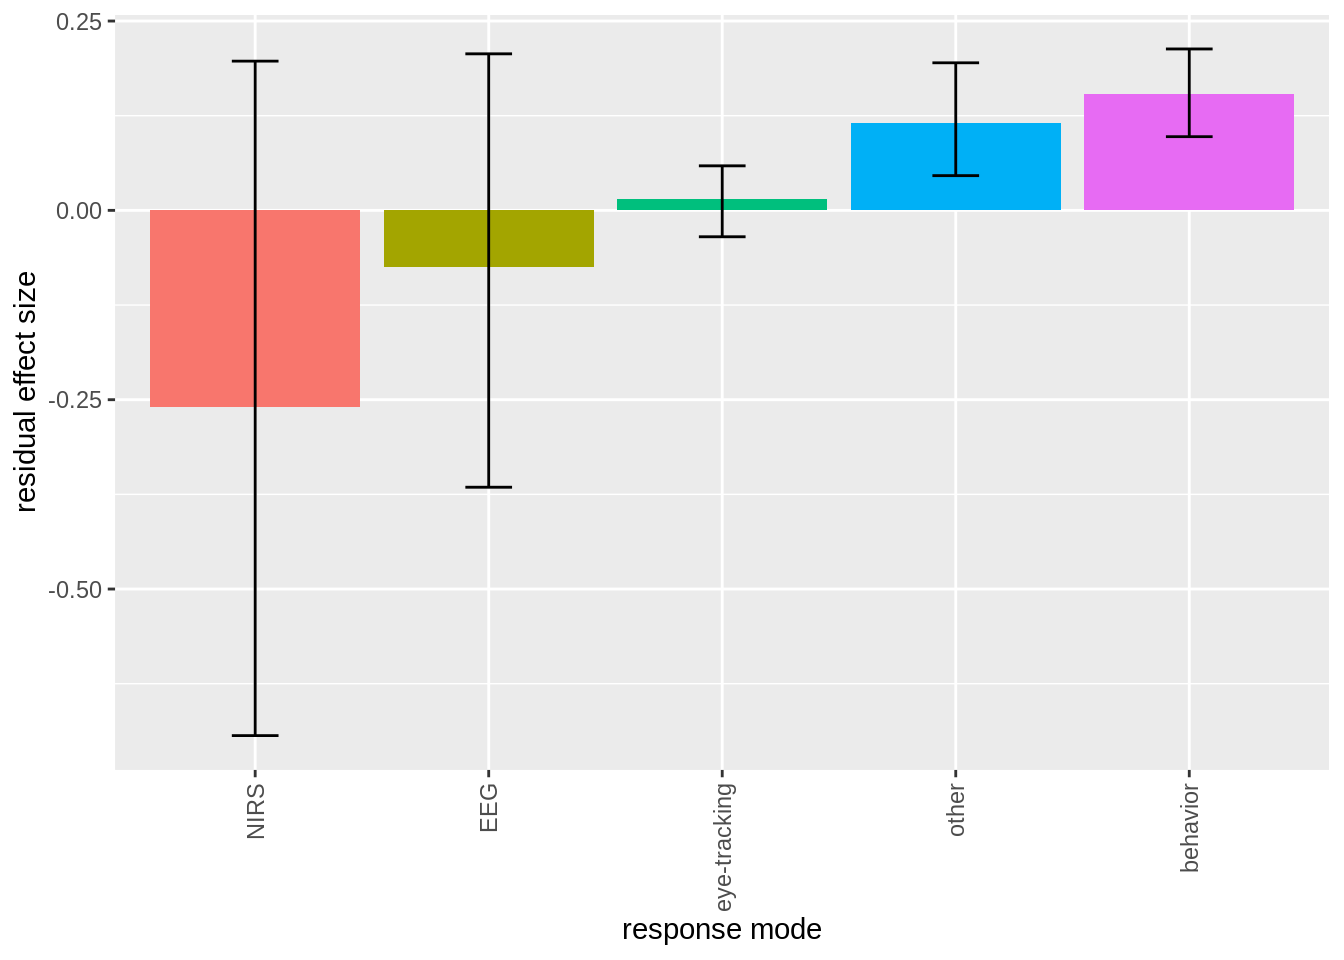 residual effect size
0.25
0.00
-0.25
-0.50
NIRS
EEG
eye-tracking
other
behavior
response mode